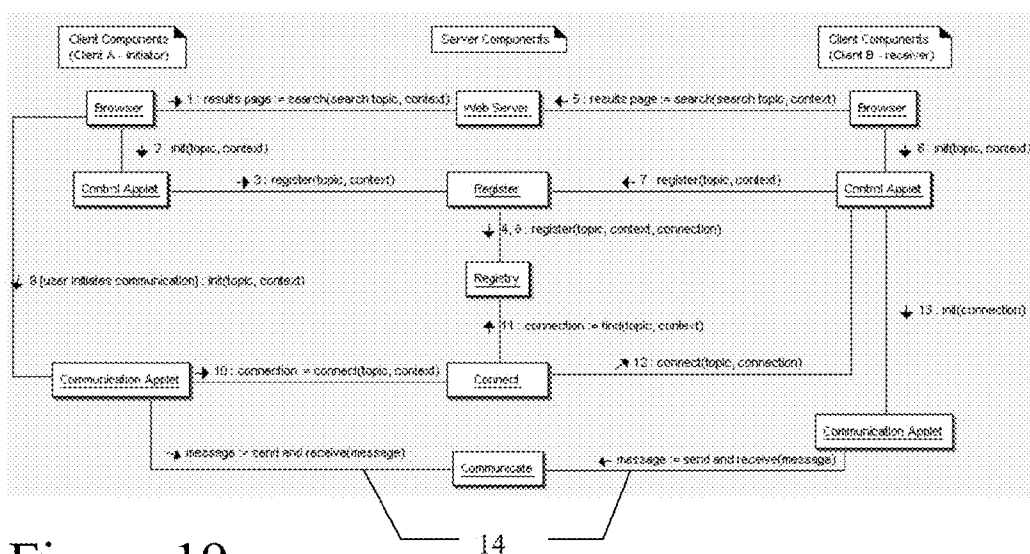 Client Components
(Client A - initiator)
Server Components
Client Components
(Client B - receiver)
Browser
1 : results page := search(search topic, context)
Web Server
5 : results page := search(search topic, context)
Browser
2 : init(topic, context)
6 : init(topic, context)
Control Applet
3 : register(topic, context)
Register
7 : register(topic, context)
Control Applet
4, 8 : register(topic, context, connection)
9 [user initiates communication] : init(topic, context)
Registry
13 : init(connection)
11 : connection := find(topic, context)
Communication Applet
10 : connection := connect(topic, context)
Connect
12 : connect(topic, connection)
Communication Applet
message := send and receive(message)
Communicate
message := send and receive(message)
14